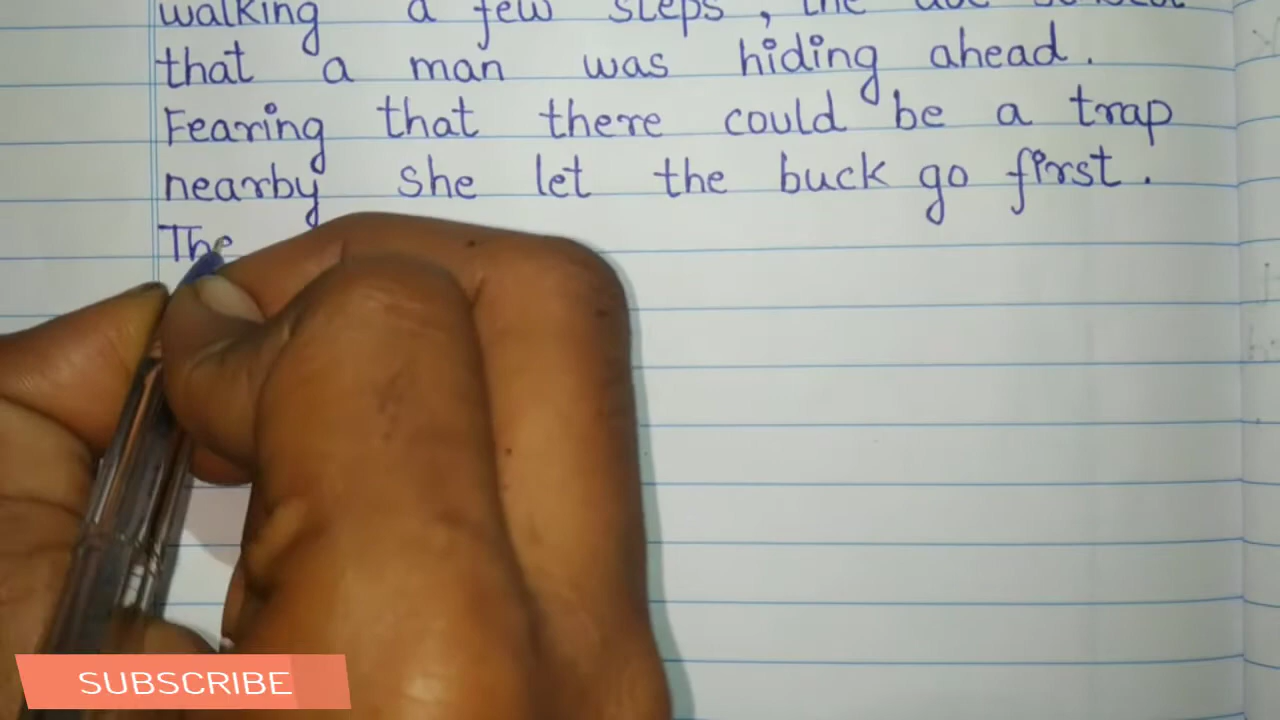 walking a few steps, the
that a man was hiding ahead.
Fearing that there could be a trap
nearby she let the buck go first.
The
SUBSCRIBE